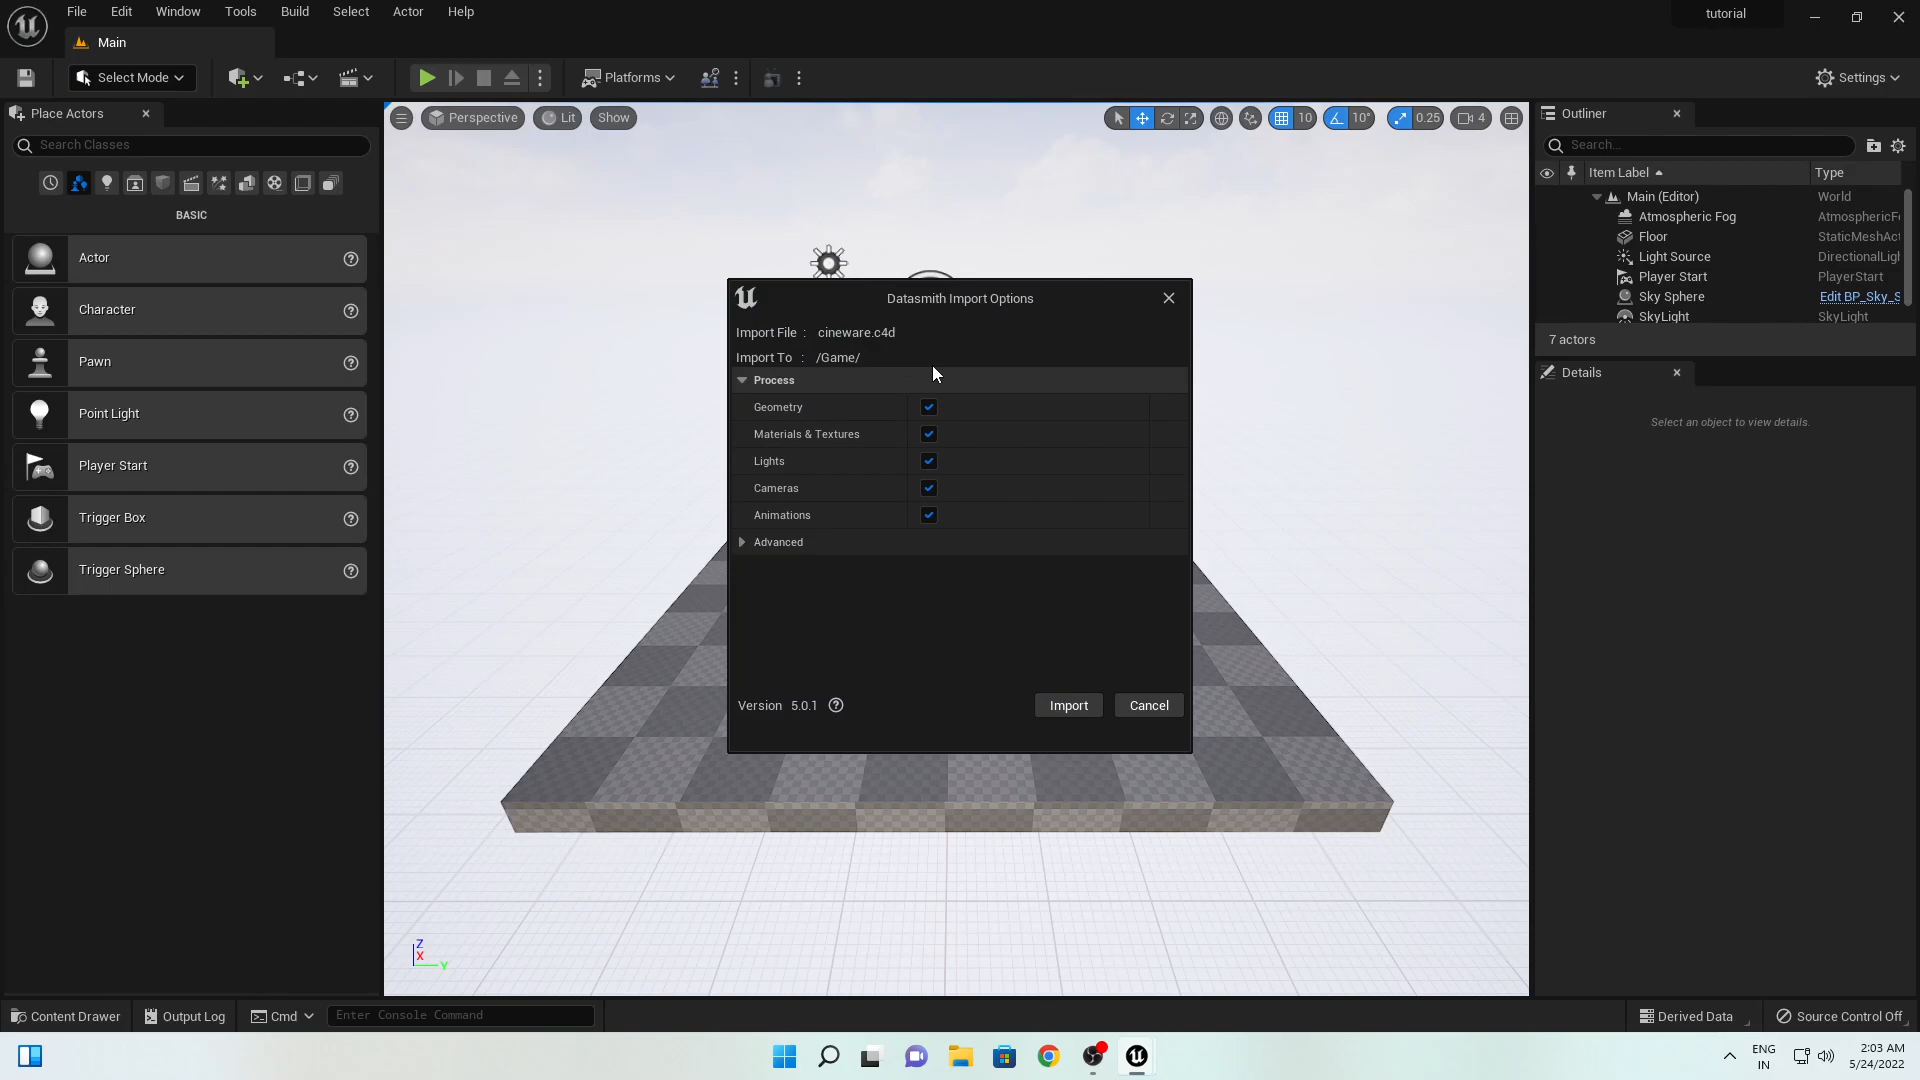 File Edit Window Tools Build Select Actor Help
tutorial
Main
Select Mode
Platforms
Settings
Place Actors
Search Classes
BASIC
Actor
Character
Pawn
Point Light
Player Start
Trigger Box
Trigger Sphere
Perspective Lit Show
10 10° 0.25 4
Datasmith Import Options
Import File : cineware.c4d
Import To : /Game/
Process
Geometry
Materials & Textures
Lights
Cameras
Animations
Advanced
Version 5.0.1 ?
Import Cancel
Z
X
Y
Outliner
Search...
Item Label Type
Main (Editor) World
Atmospheric Fog AtmosphericF
Floor StaticMeshAct
Light Source DirectionalLigh
Player Start PlayerStart
Sky Sphere Edit BP_Sky_S
SkyLight SkyLight
7 actors
Details
Select an object to view details.
Content Drawer Output Log Cmd Enter Console Command
Derived Data Source Control Off
ENG
IN
2:03 AM
5/24/2022